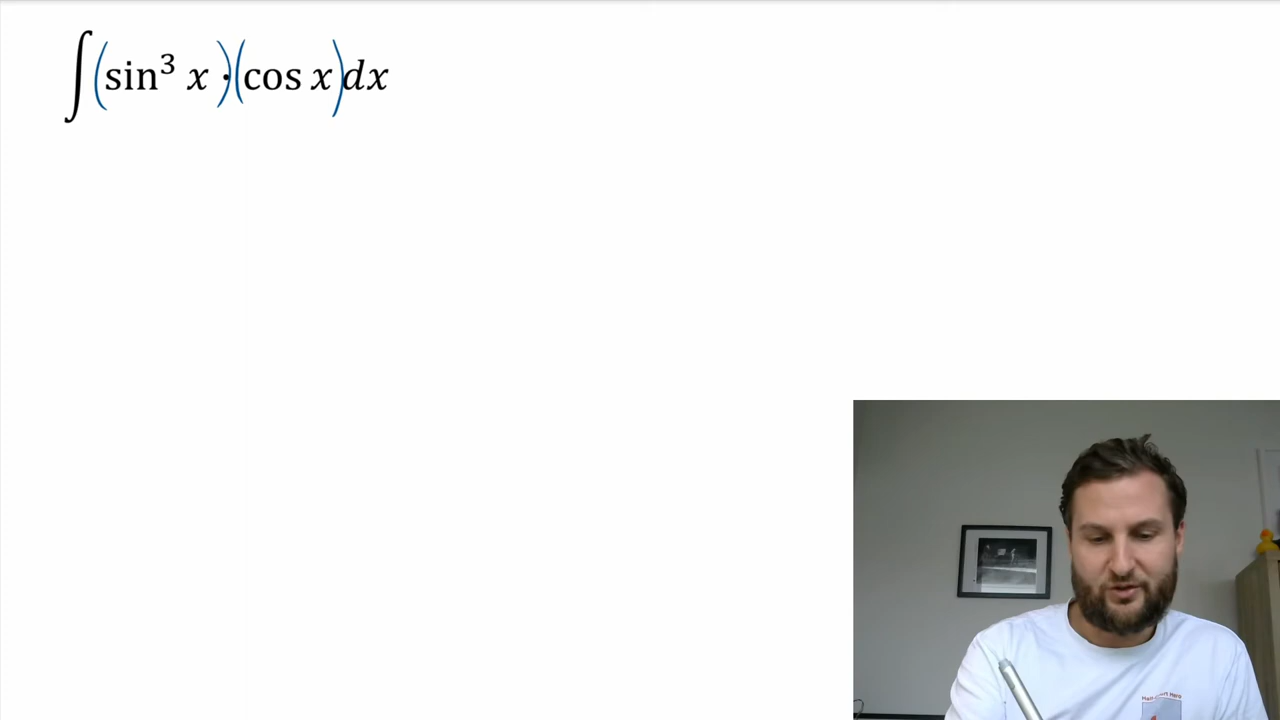 ∫(sin³ x ·)(cos x)dx